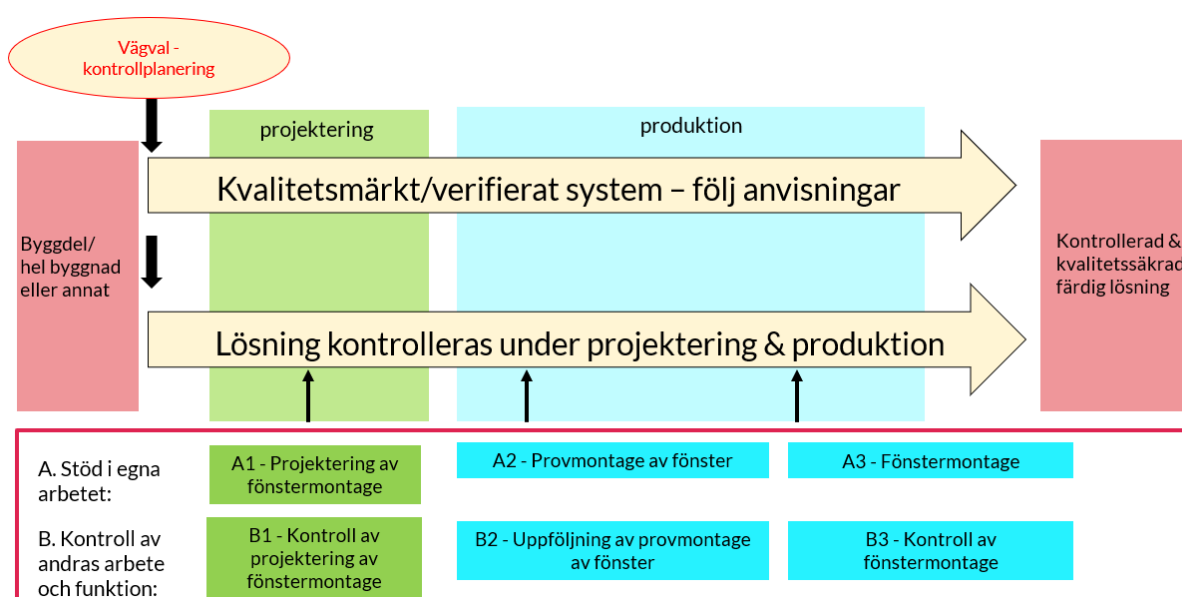 Vägval -
kontrollplanering
projektering
produktion
Kvalitetsmärkt/verifierat system – följ anvisningar
Byggdel/
hel byggnad
eller annat
Kontrollerad &
kvalitetssäkrad
färdig lösning
Lösning kontrolleras under projektering & produktion
A. Stöd i egna
arbetet:
A1 - Projektering av
fönstermontage
A2 - Provmontage av fönster
A3 - Fönstermontage
B. Kontroll av
andras arbete
och funktion:
B1 - Kontroll av
projektering av
fönstermontage
B2 - Uppföljning av provmontage
av fönster
B3 - Kontroll av
fönstermontage